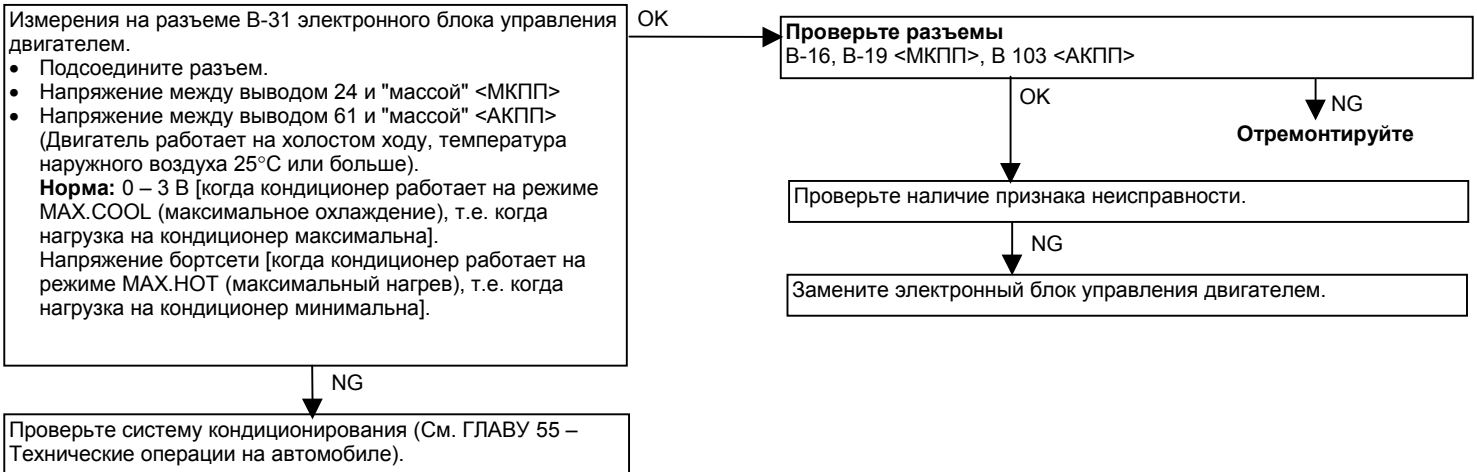 Измерения на разъеме B-31 электронного блока управления
двигателем.
• Подсоедините разъем.
• Напряжение между выводом 24 и "массой" <МКПП>
• Напряжение между выводом 61 и "массой" <АКПП>
(Двигатель работает на холостом ходу, температура
наружного воздуха 25°C или больше).
Норма: 0 – 3 В [когда кондиционер работает на режиме
MAX.COOL (максимальное охлаждение), т.е. когда
нагрузка на кондиционер максимальна].
Напряжение бортсети [когда кондиционер работает на
режиме MAX.HOT (максимальный нагрев), т.е. когда
нагрузка на кондиционер минимальна].
OK
Проверьте разъемы
B-16, B-19 <МКПП>, B 103 <АКПП>
OK
NG
Отремонтируйте
Проверьте наличие признака неисправности.
NG
Замените электронный блок управления двигателем.
NG
Проверьте систему кондиционирования (См. ГЛАВУ 55 –
Технические операции на автомобиле).